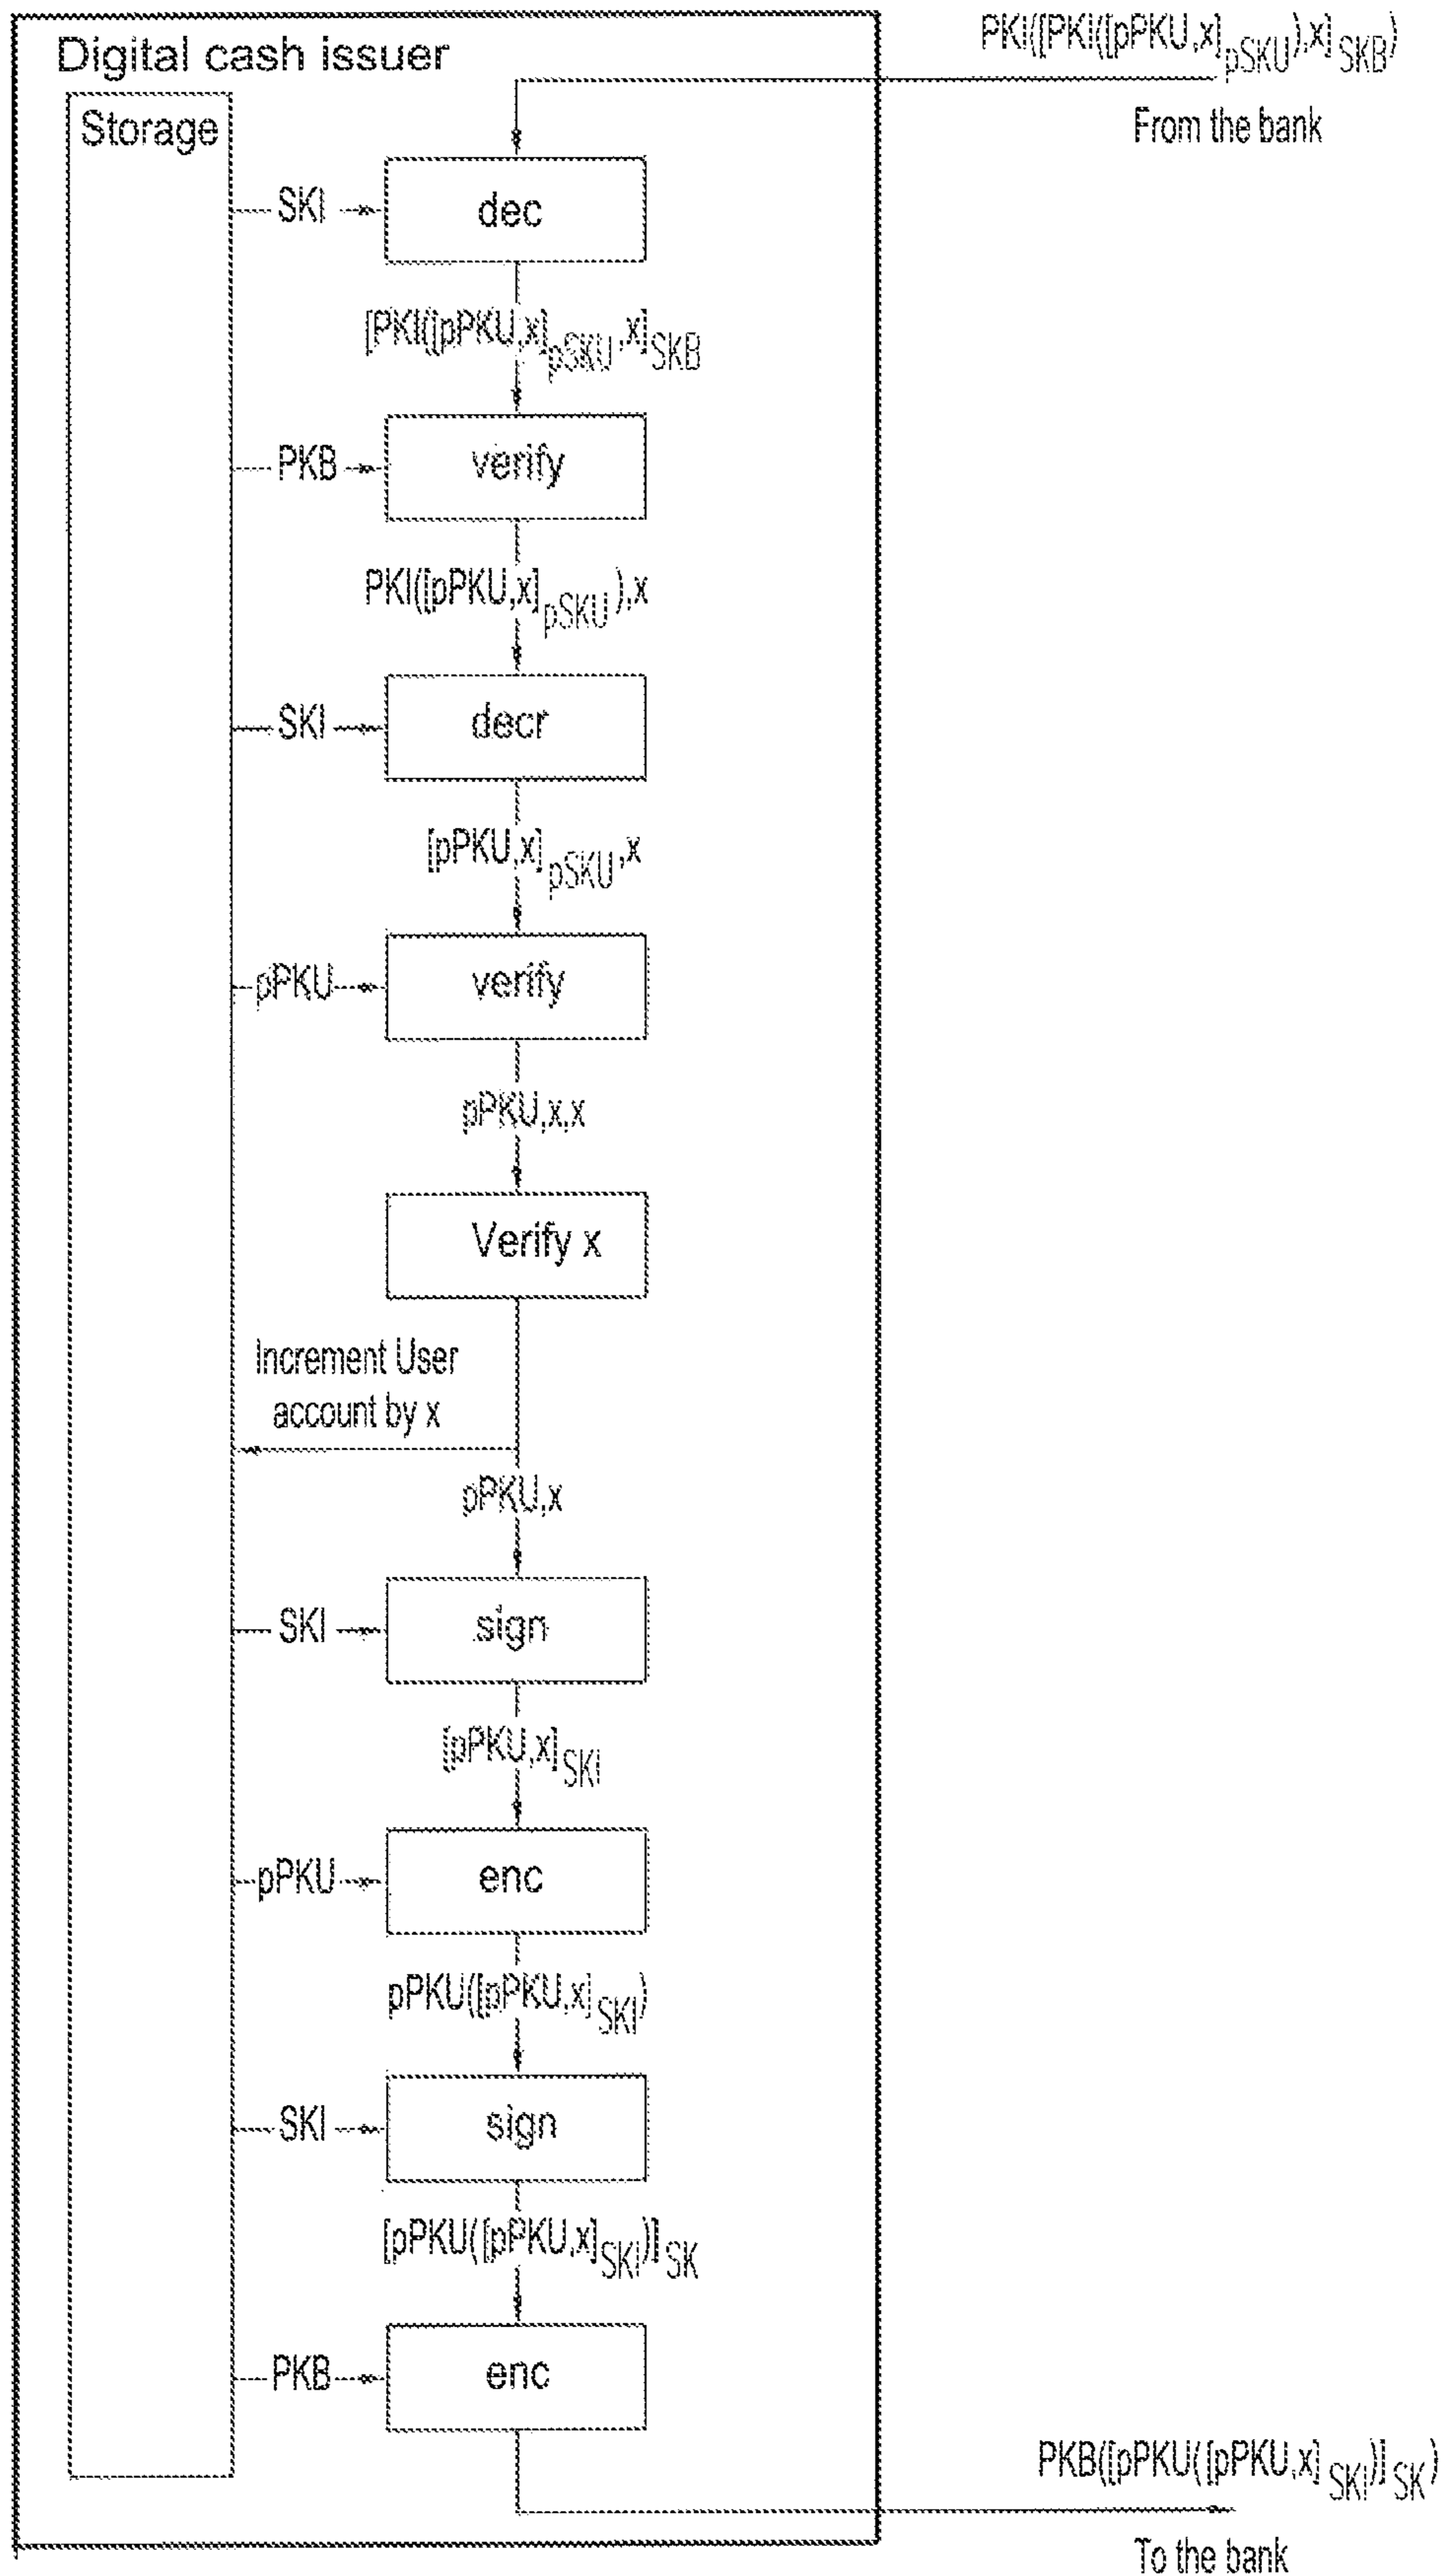 Digital cash issuer
PKI([PKI([pPKU,x]pSKU),x]SKB)
From the bank
Storage
SKI
dec
[PKI([pPKU,x]pSKU,x]SKB
PKB
verify
PKI([pPKU,x]pSKU),x
SKI
decr
[pPKU,x]pSKU,x
pPKU
verify
pPKU,x,x
Verify x
Increment User
account by x
pPKU,x
SKI
sign
[pPKU,x]SKI
pPKU
enc
pPKU([pPKU,x]SKI)
SKI
sign
[pPKU([pPKU,x]SKI)]SK
PKB
enc
PKB([pPKU([pPKU,x]SKI)]SK)
To the bank